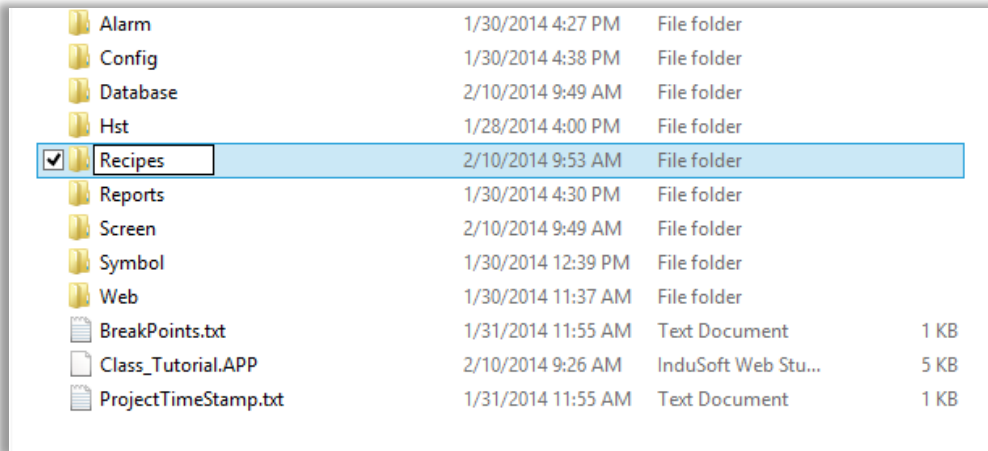 Alarm 1/30/2014 4:27 PM File folder
Config 1/30/2014 4:38 PM File folder
Database 2/10/2014 9:49 AM File folder
Hst 1/28/2014 4:00 PM File folder
Recipes 2/10/2014 9:53 AM File folder
Reports 1/30/2014 4:30 PM File folder
Screen 2/10/2014 9:49 AM File folder
Symbol 1/30/2014 12:39 PM File folder
Web 1/30/2014 11:37 AM File folder
BreakPoints.txt 1/31/2014 11:55 AM Text Document 1 KB
Class_Tutorial.APP 2/10/2014 9:26 AM InduSoft Web Stu... 5 KB
ProjectTimeStamp.txt 1/31/2014 11:55 AM Text Document 1 KB